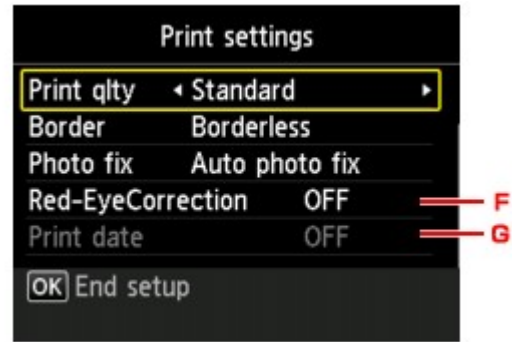 Print settings
Print qlty Standard
Border Borderless
Photo fix Auto photo fix
Red-EyeCorrection OFF F
Print date OFF G
OK End setup